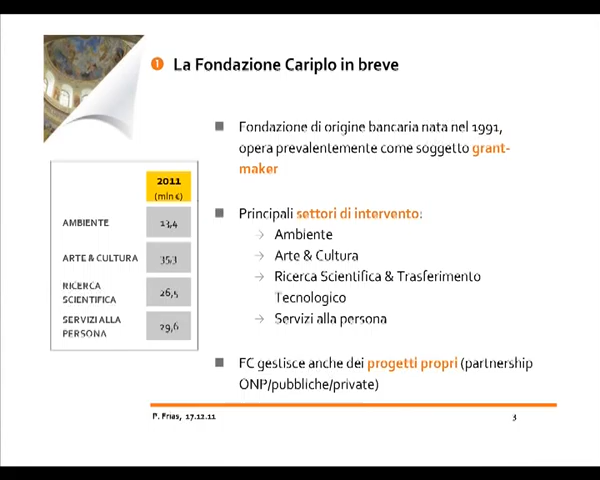 1 La Fondazione Cariplo in breve
Fondazione di origine bancaria nata nel 1991,
opera prevalentemente come soggetto grant-
maker
2011
(mln €)
AMBIENTE 13,4
ARTE & CULTURA 35,3
RICERCA
SCIENTIFICA 26,5
SERVIZI ALLA
PERSONA 29,6
Principali settori di intervento:
Ambiente
Arte & Cultura
Ricerca Scientifica & Trasferimento
Tecnologico
Servizi alla persona
FC gestisce anche dei progetti propri (partnership
ONP/pubbliche/private)
P. Frias, 17.12.11
3